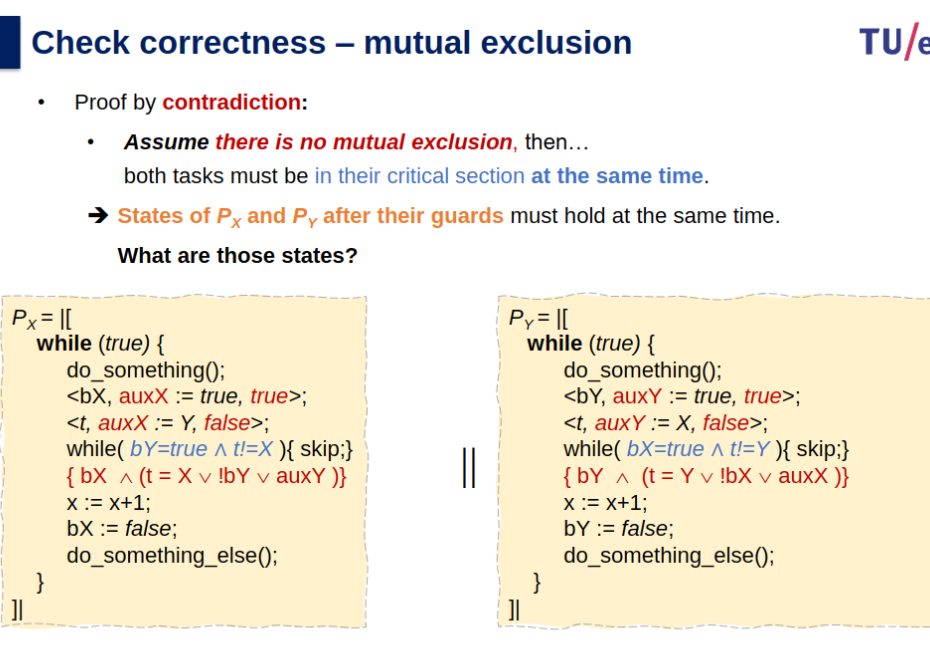 Check correctness – mutual exclusion
TU/e
• Proof by contradiction:
• Assume there is no mutual exclusion, then…
both tasks must be in their critical section at the same time.
➔ States of PX and PY after their guards must hold at the same time.
What are those states?
PX = |[
while (true) {
do_something();
<bX, auxX := true, true>;
<t, auxX := Y, false>;
while( bY=true ∧ t!=X ){ skip;}
{ bX ∧ (t = X ∨ !bY ∨ auxY )}
x := x+1;
bX := false;
do_something_else();
}
]|
||
PY = |[
while (true) {
do_something();
<bY, auxY := true, true>;
<t, auxY := X, false>;
while( bX=true ∧ t!=Y ){ skip;}
{ bY ∧ (t = Y ∨ !bX ∨ auxX )}
x := x+1;
bY := false;
do_something_else();
}
]|